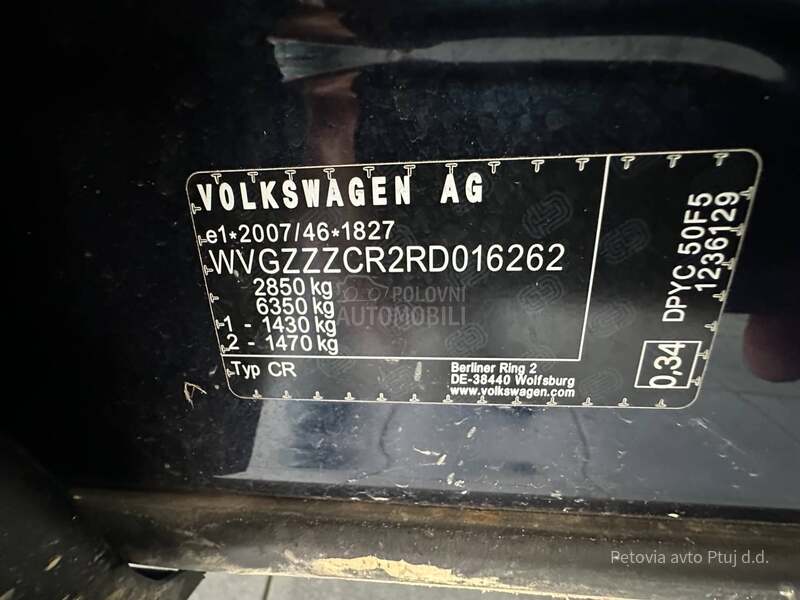 VOLKSWAGEN AG
e1*2007/46*1827
WVGZZZCR2RD016262
2850 kg
6350 kg
1 - 1430 kg
2 - 1470 kg
Typ CR
Berliner Ring 2
DE-38440 Wolfsburg
www.volkswagen.com
DPYC 50F5
1236129
0,34
POLOVNI
AUTOMOBILI
Petovia avto Ptuj d.d.